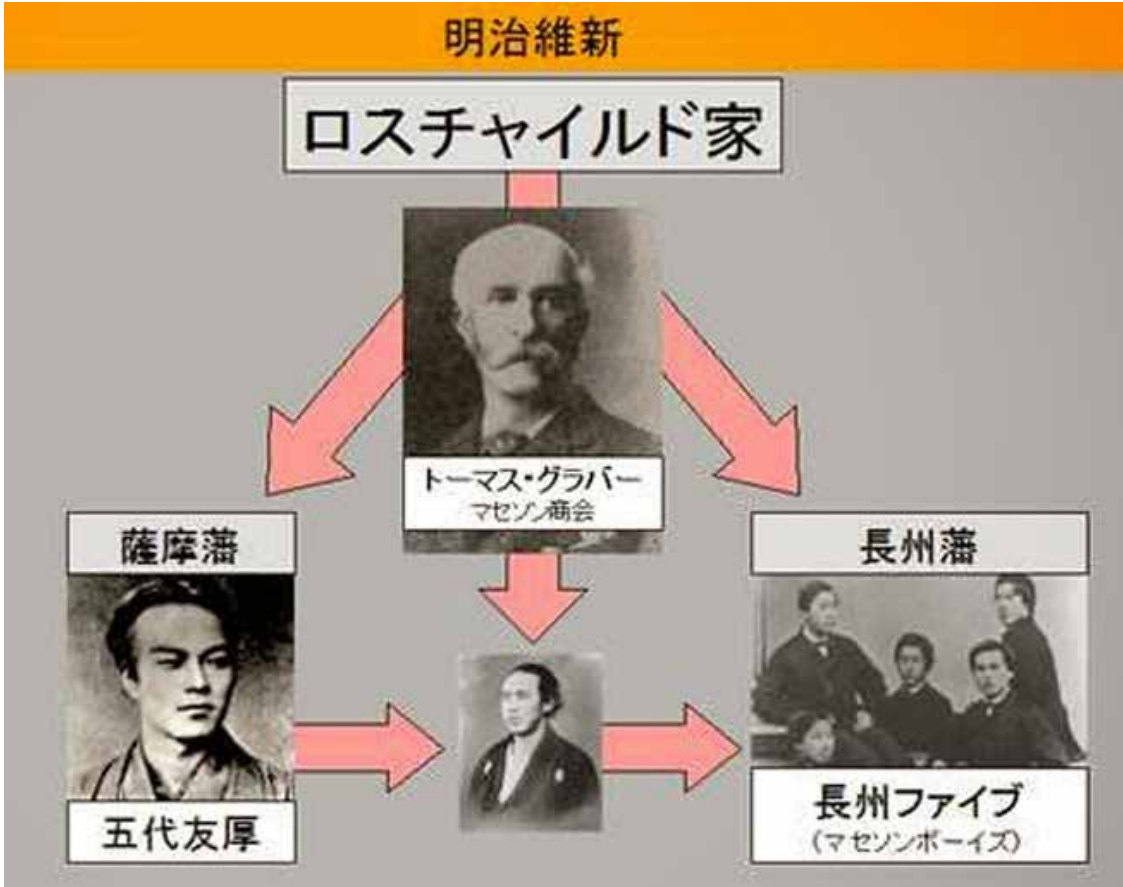 明治維新
ロスチャイルド家
トーマス・グラバー
マセソン商会
薩摩藩
長州藩
五代友厚
長州ファイブ
(マセソンボーイズ)